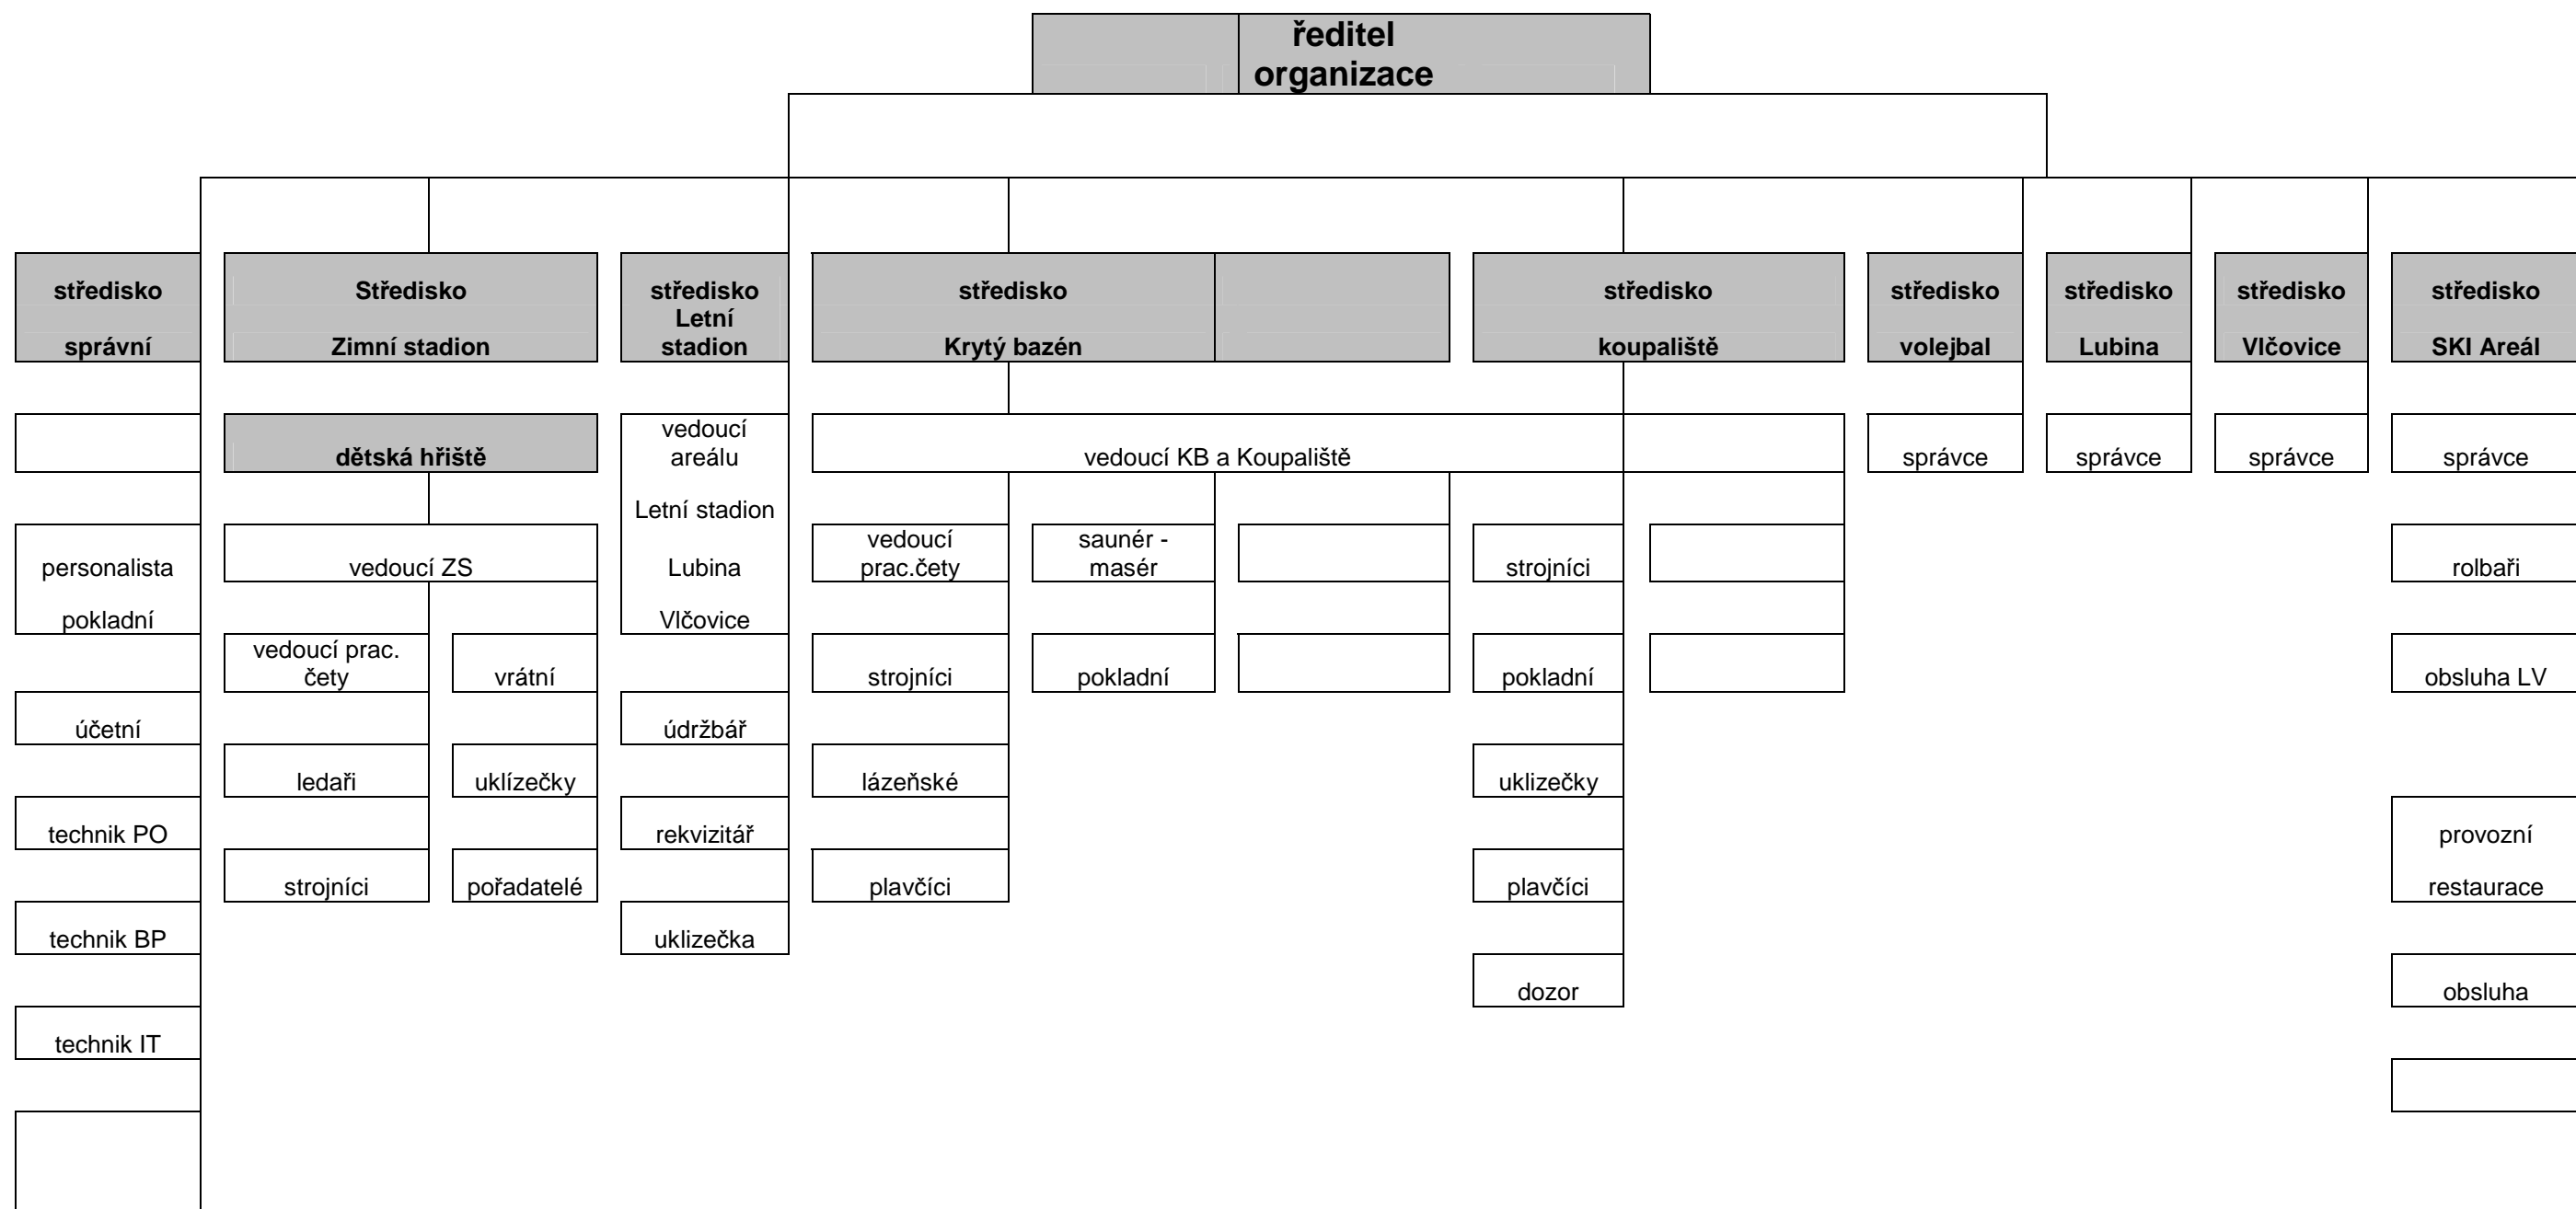 ředitel
organizace
středisko
správní
Středisko
Zimní stadion
středisko
Letní
stadion
středisko
Krytý bazén
středisko
koupaliště
středisko
volejbal
středisko
Lubina
středisko
Vlčovice
středisko
SKI Areál
dětská hřiště
vedoucí
areálu
Letní stadion
Lubina
Vlčovice
vedoucí KB a Koupaliště
správce
správce
správce
správce
personalista
pokladní
vedoucí ZS
vedoucí
prac.čety
saunér -
masér
strojníci
rolbaři
vedoucí prac.
čety
vrátní
strojníci
pokladní
pokladní
obsluha LV
účetní
údržbář
ledaři
uklízečky
lázeňské
uklizečky
technik PO
rekvizitář
provozní
restaurace
strojníci
pořadatelé
plavčíci
plavčíci
technik BP
uklizečka
dozor
obsluha
technik IT